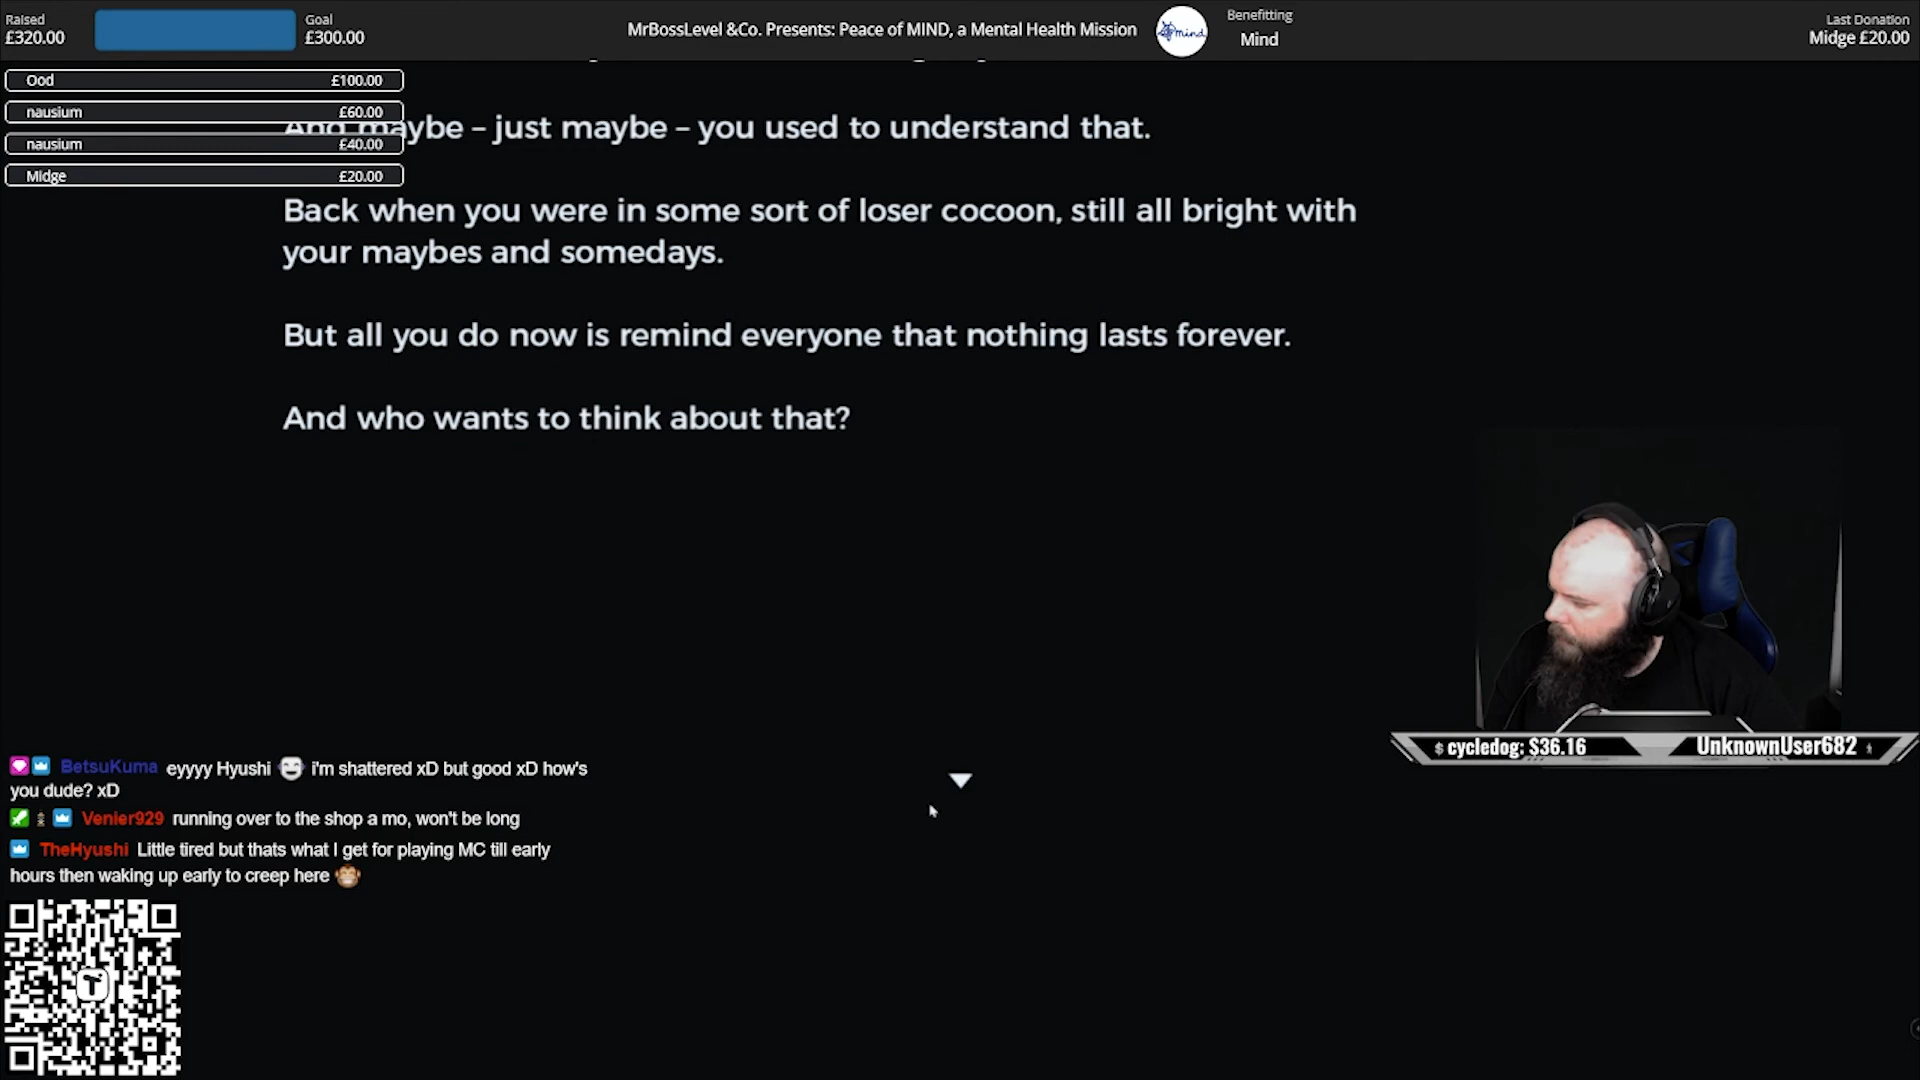 Raised
£320.00
Goal
£300.00
MrBossLevel &Co. Presents: Peace of MIND, a Mental Health Mission
mind
Benefitting
Mind
Last Donation
Midge £20.00
Ood £100.00
nausium £60.00
nausium £40.00
Midge £20.00
And maybe – just maybe – you used to understand that.
Back when you were in some sort of loser cocoon, still all bright with
your maybes and somedays.
But all you do now is remind everyone that nothing lasts forever.
And who wants to think about that?
$ cycledog: $36.16
UnknownUser682
BetsuKuma eyyyy Hyushi i'm shattered xD but good xD how's
you dude? xD
Venier929 running over to the shop a mo, won't be long
TheHyushi Little tired but thats what I get for playing MC till early
hours then waking up early to creep here